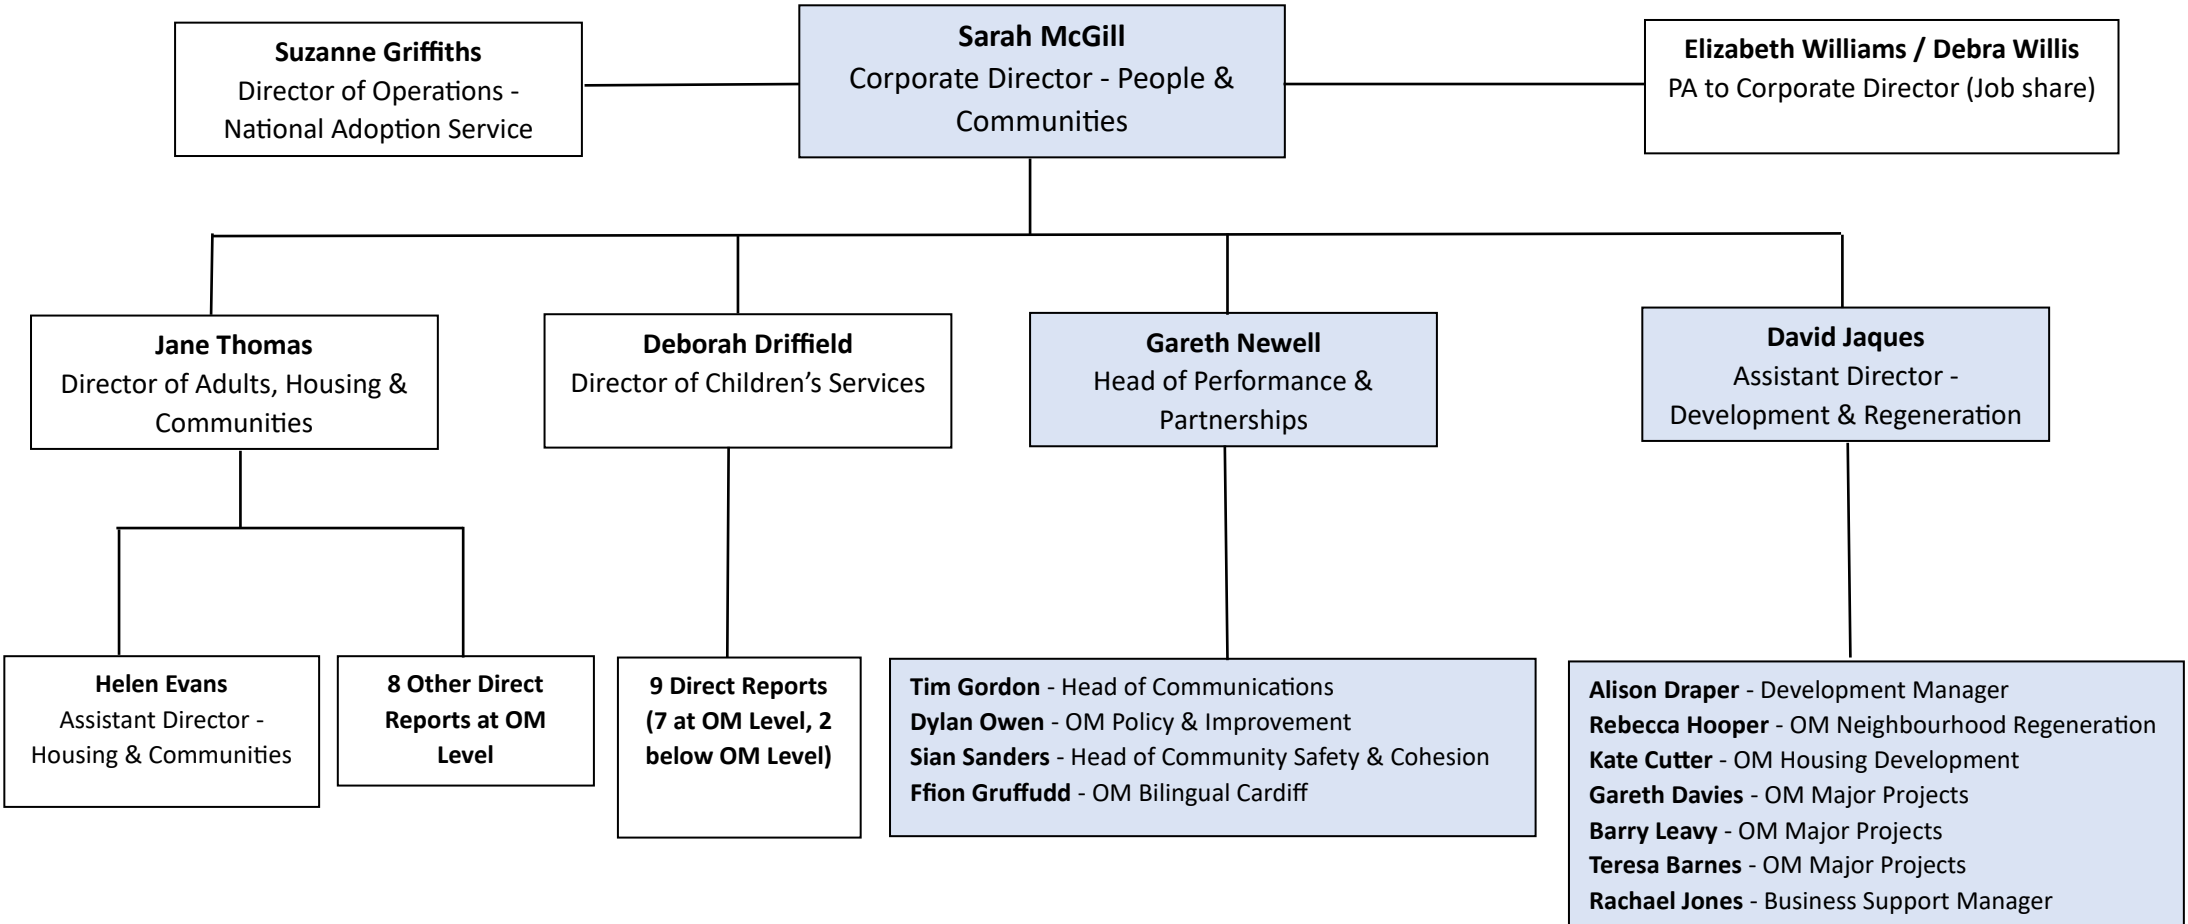 Suzanne Griffiths
Director of Operations -
National Adoption Service
Sarah McGill
Corporate Director - People &
Communities
Elizabeth Williams / Debra Willis
PA to Corporate Director (Job share)
Jane Thomas
Director of Adults, Housing &
Communities
Deborah Driffield
Director of Children’s Services
Gareth Newell
Head of Performance &
Partnerships
David Jaques
Assistant Director -
Development & Regeneration
Helen Evans
Assistant Director -
Housing & Communities
8 Other Direct
Reports at OM
Level
9 Direct Reports
(7 at OM Level, 2
below OM Level)
Tim Gordon - Head of Communications
Dylan Owen - OM Policy & Improvement
Sian Sanders - Head of Community Safety & Cohesion
Ffion Gruffudd - OM Bilingual Cardiff
Alison Draper - Development Manager
Rebecca Hooper - OM Neighbourhood Regeneration
Kate Cutter - OM Housing Development
Gareth Davies - OM Major Projects
Barry Leavy - OM Major Projects
Teresa Barnes - OM Major Projects
Rachael Jones - Business Support Manager